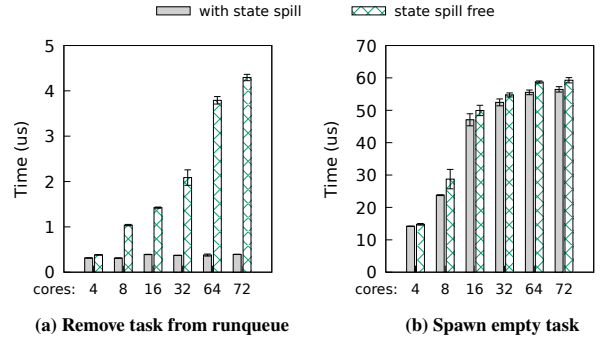 with state spill
state spill free
5
4
3
2
1
0
Time (us)
cores: 4 8 16 32 64 72
(a) Remove task from runqueue
70
60
50
40
30
20
10
0
Time (us)
cores: 4 8 16 32 64 72
(b) Spawn empty task